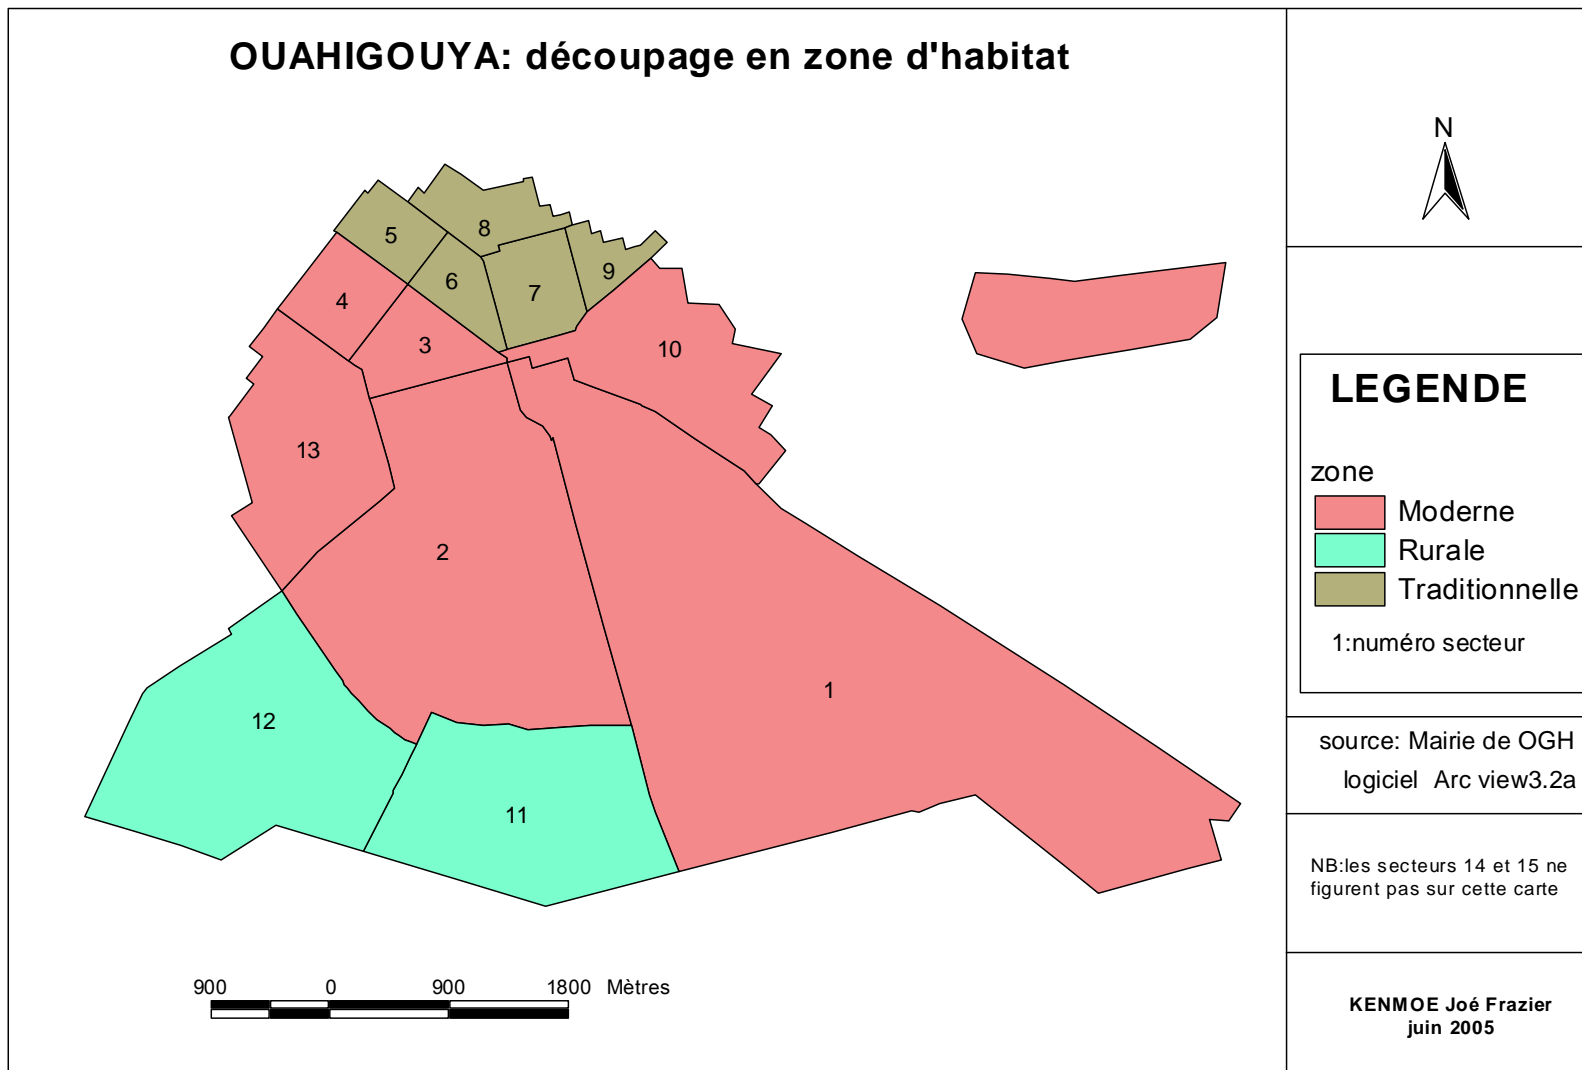 OUAHIGOUYA: découpage en zone d'habitat
N
8
5
9
6
7
4
3
10
13
2
1
12
11
LEGENDE
zone
Moderne
Rurale
Traditionnelle
1:numéro secteur
source: Mairie de OGH
logiciel Arc view3.2a
NB:les secteurs 14 et 15 ne
figurent pas sur cette carte
900 0 900 1800 Mètres
KENMOE Joé Frazier
juin 2005